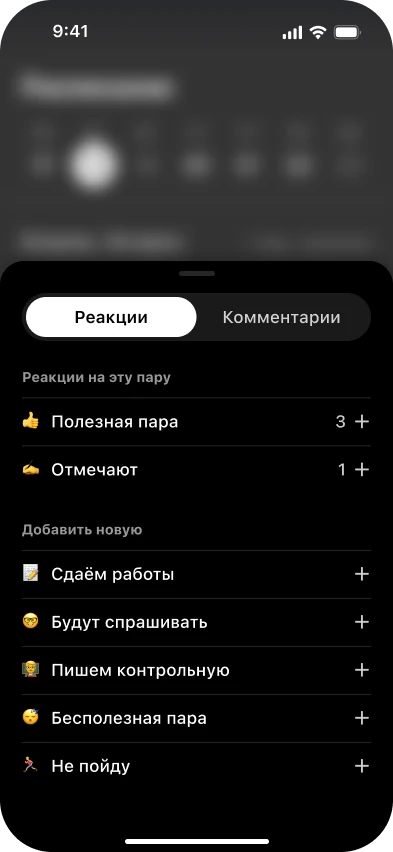 9:41
Реакции
Комментарии
Реакции на эту пару
👍 Полезная пара 3 +
✍️ Отмечают 1 +
Добавить новую
📝 Сдаём работы +
🤓 Будут спрашивать +
👨‍🏫 Пишем контрольную +
😴 Бесполезная пара +
🏃 Не пойду +